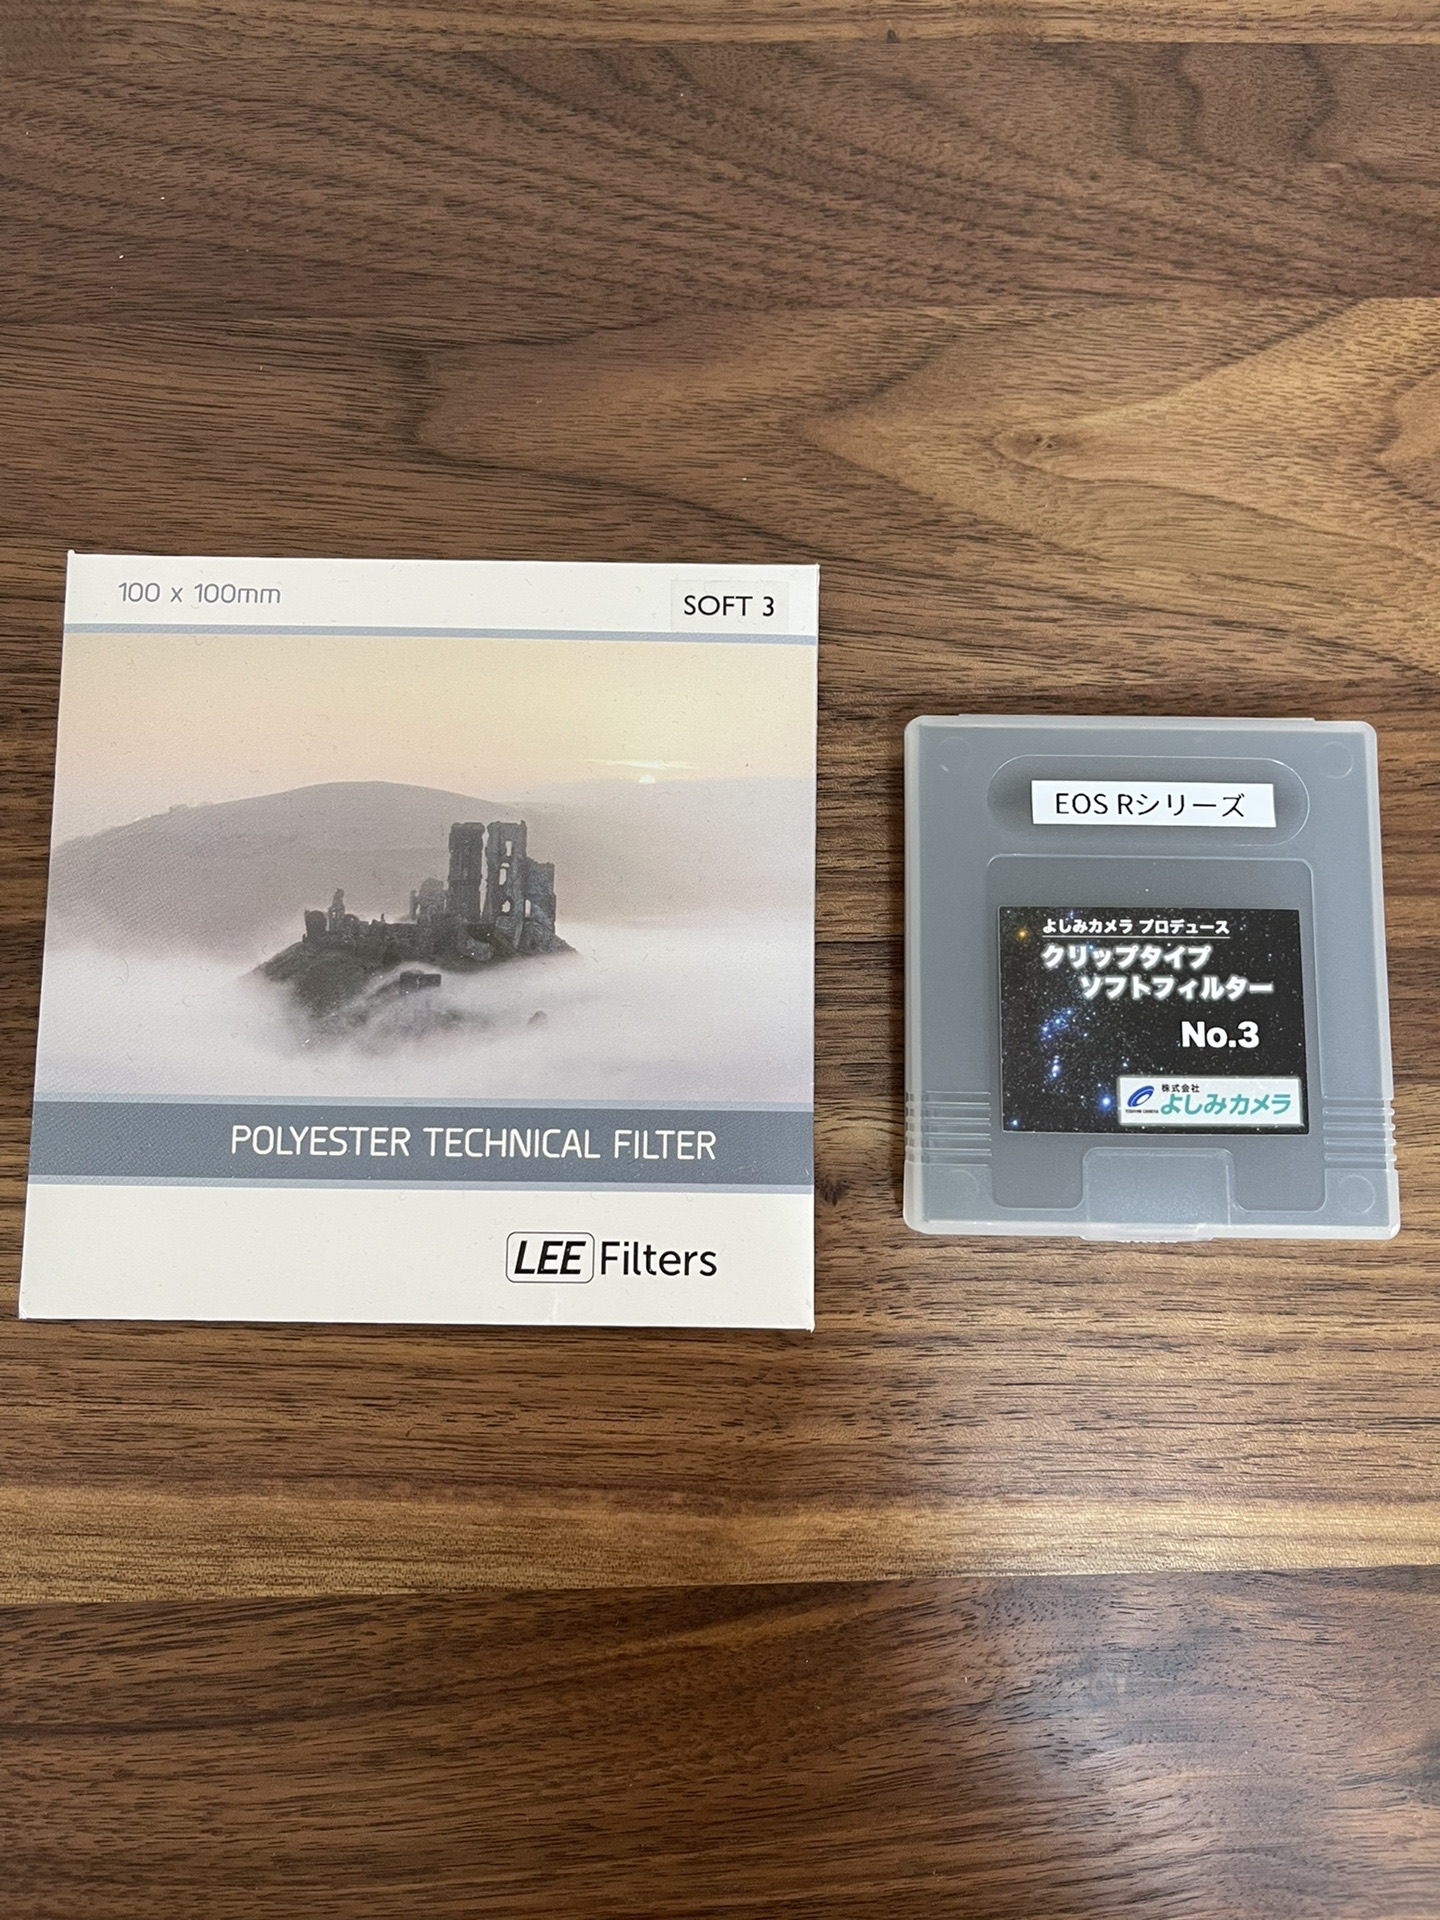 100 x 100mm
SOFT 3
POLYESTER TECHNICAL FILTER
LEE Filters
EOS Rシリーズ
よしみカメラ プロデュース
クリップタイプ
ソフトフィルター
No.3
株式会社
よしみカメラ
YOSHIMI CAMERA